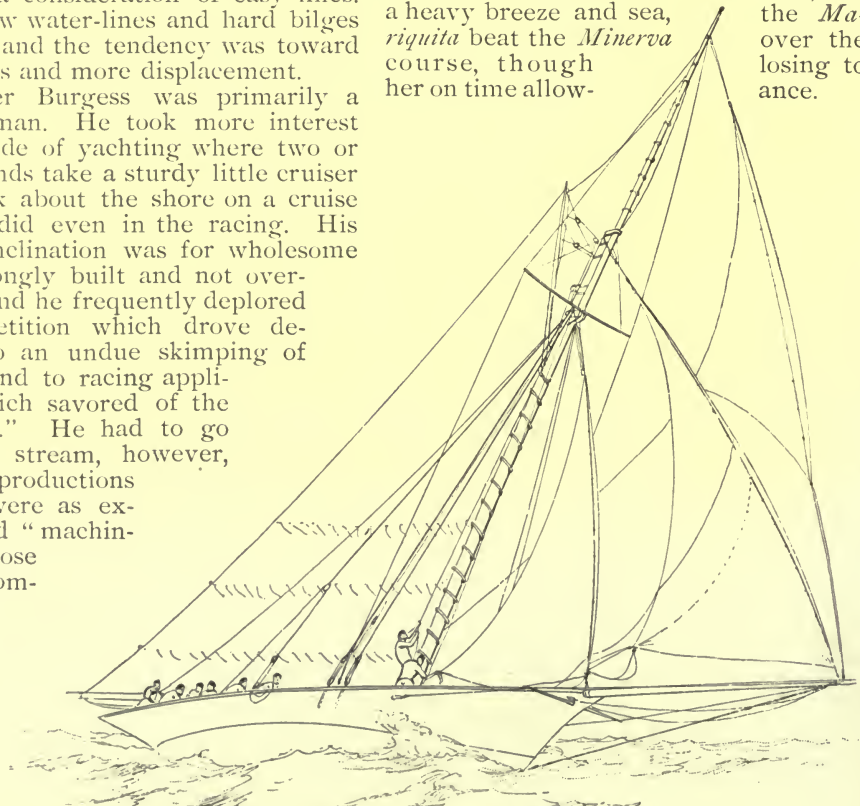 w water-lines and hard bilges
and the tendency was toward
s and more displacement.
er Burgess was primarily a
man. He took more interest
de of yachting where two or
nds take a sturdy little cruiser
k about the shore on a cruise
did even in the racing. His
nclination was for wholesome
ongly built and not over-
nd he frequently deplored
etition which drove de-
o an undue skimping of
nd to racing appli-
ich savored of the
." He had to go
stream, however,
productions
vere as ex-
d "machin-
ose
om-
a heavy breeze and sea,
riquita beat the Minerva
course, though
her on time allow-
the Ma-
over the
losing to
ance.